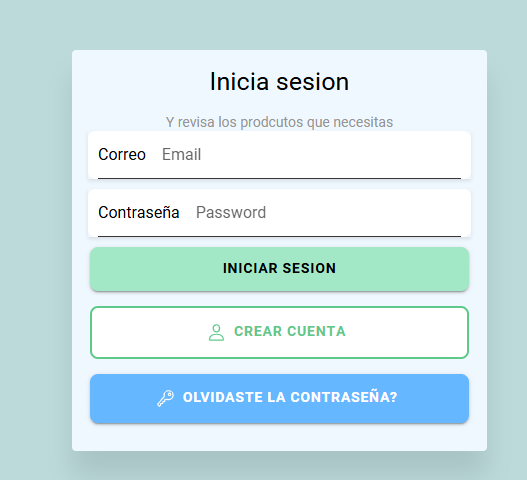 Inicia sesion
Y revisa los prodcutos que necesitas
Correo Email
Contraseña Password
INICIAR SESION
CREAR CUENTA
OLVIDASTE LA CONTRASEÑA?